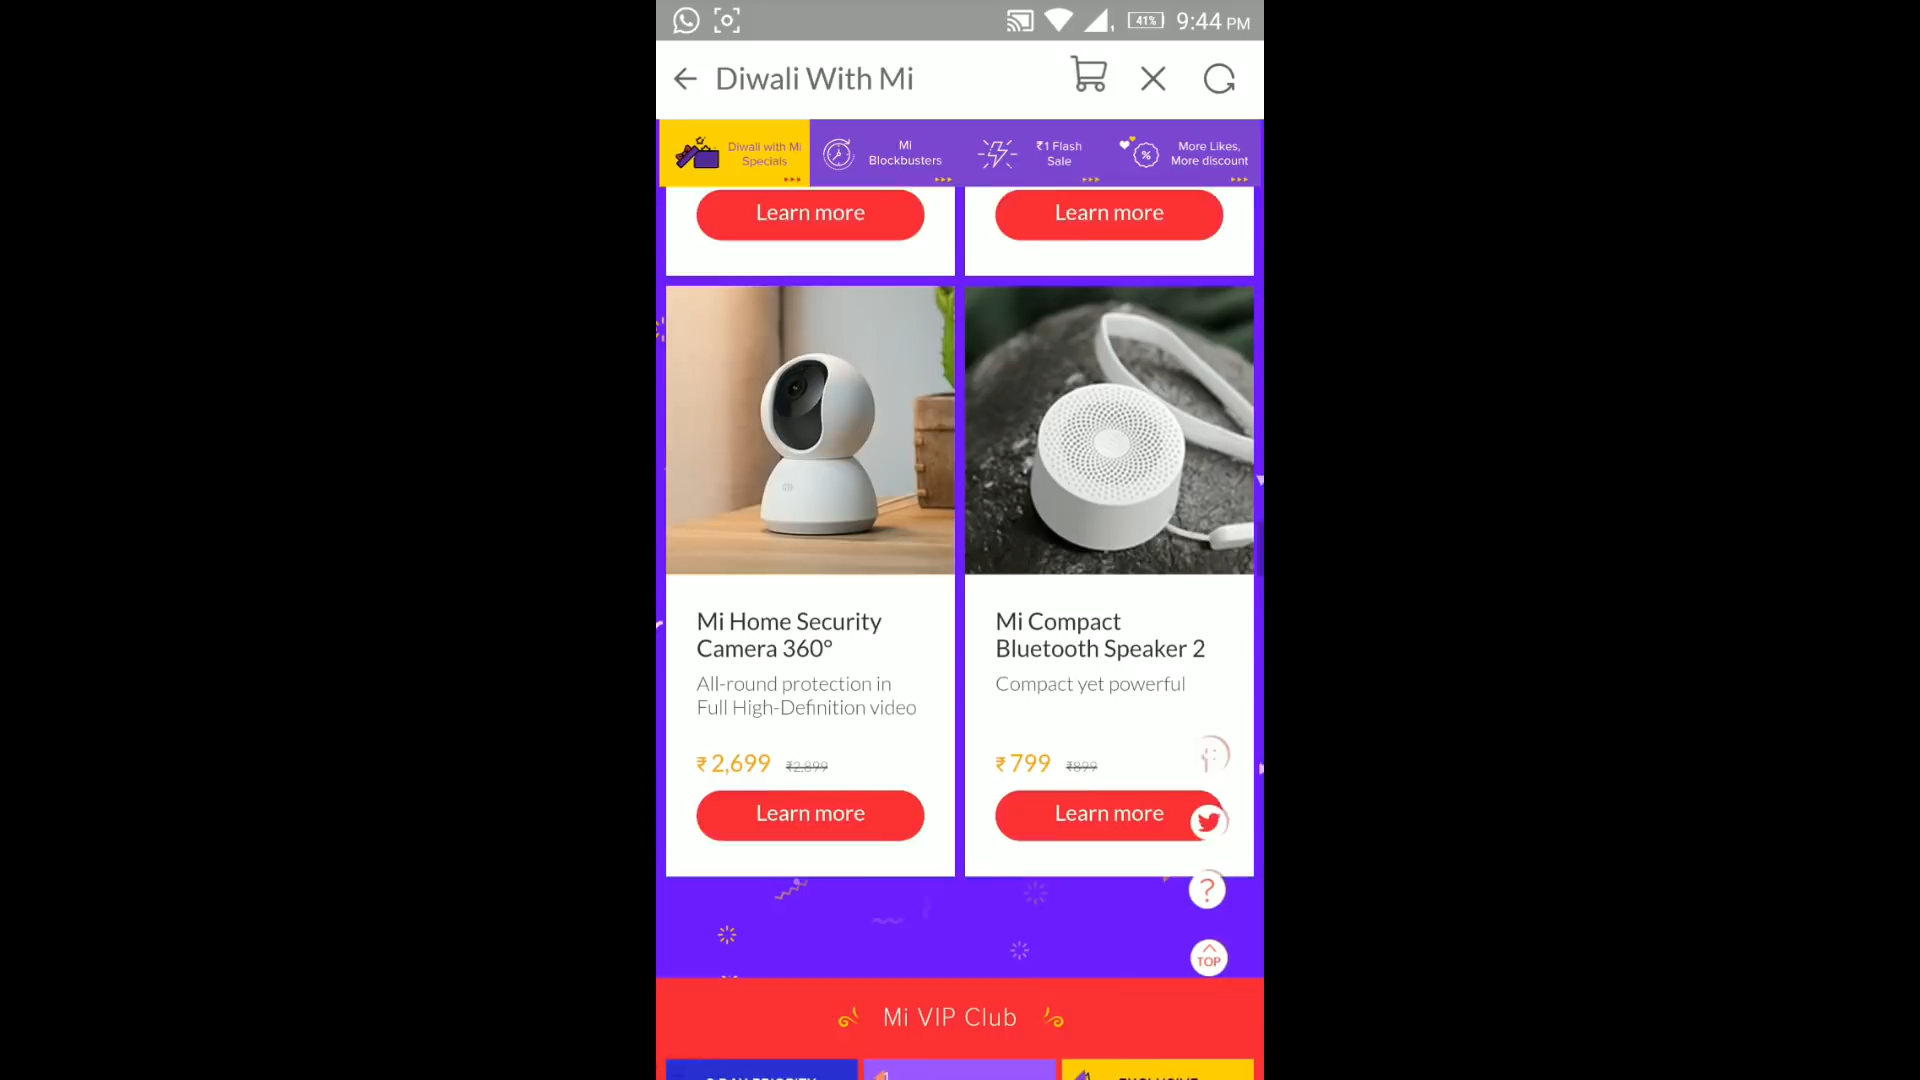 41% 9:44 PM
Diwali With Mi
Diwali with Mi
Specials
Mi
Blockbusters
₹1 Flash
Sale
More Likes,
More discount
Learn more
Learn more
Mi Home Security
Camera 360°
All-round protection in
Full High-Definition video
₹ 2,699 ₹2,899
Learn more
Mi Compact
Bluetooth Speaker 2
Compact yet powerful
₹ 799 ₹899
Learn more
?
TOP
Mi VIP Club